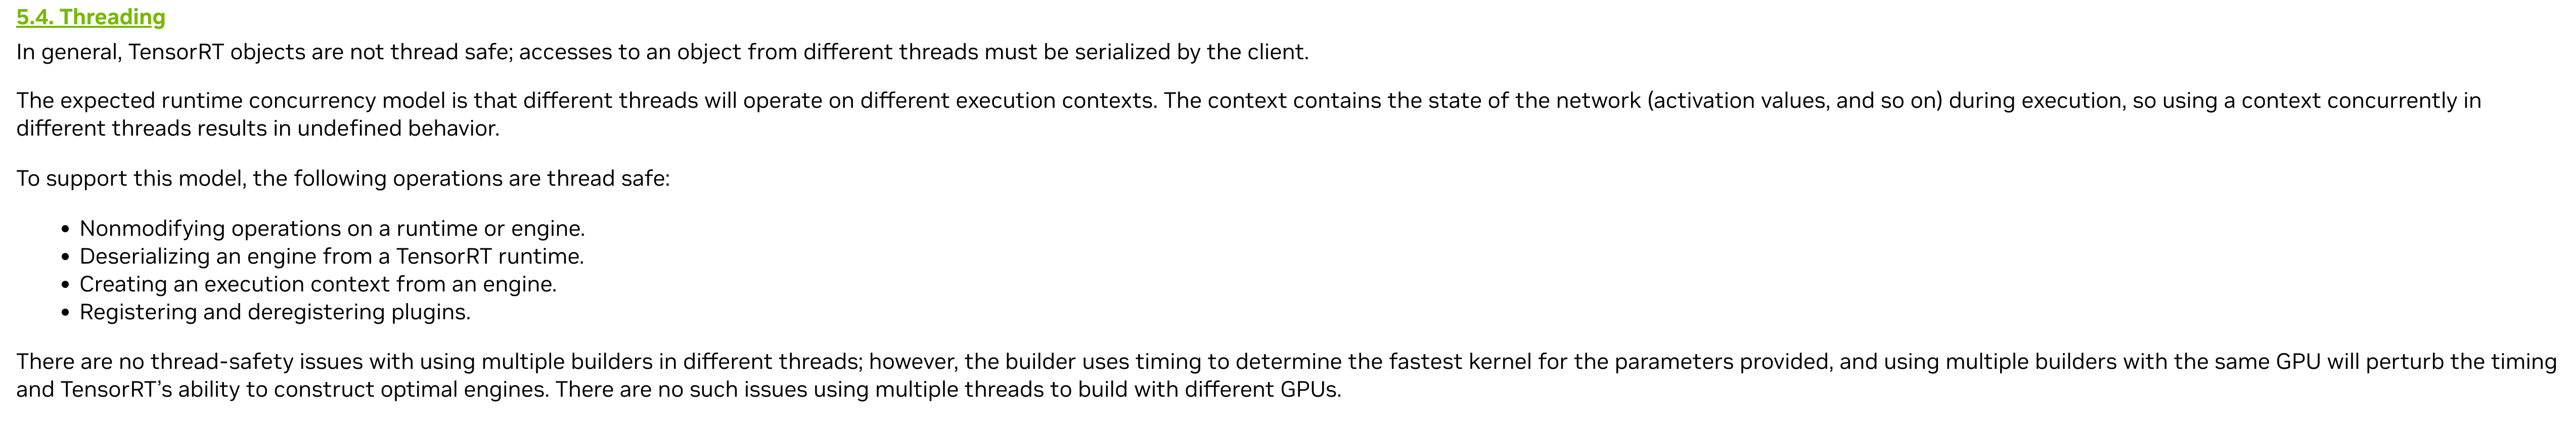 5.4. Threading
In general, TensorRT objects are not thread safe; accesses to an object from different threads must be serialized by the client.
The expected runtime concurrency model is that different threads will operate on different execution contexts. The context contains the state of the network (activation values, and so on) during execution, so using a context concurrently in
different threads results in undefined behavior.
To support this model, the following operations are thread safe:
• Nonmodifying operations on a runtime or engine.
• Deserializing an engine from a TensorRT runtime.
• Creating an execution context from an engine.
• Registering and deregistering plugins.
There are no thread-safety issues with using multiple builders in different threads; however, the builder uses timing to determine the fastest kernel for the parameters provided, and using multiple builders with the same GPU will perturb the timing
and TensorRT’s ability to construct optimal engines. There are no such issues using multiple threads to build with different GPUs.